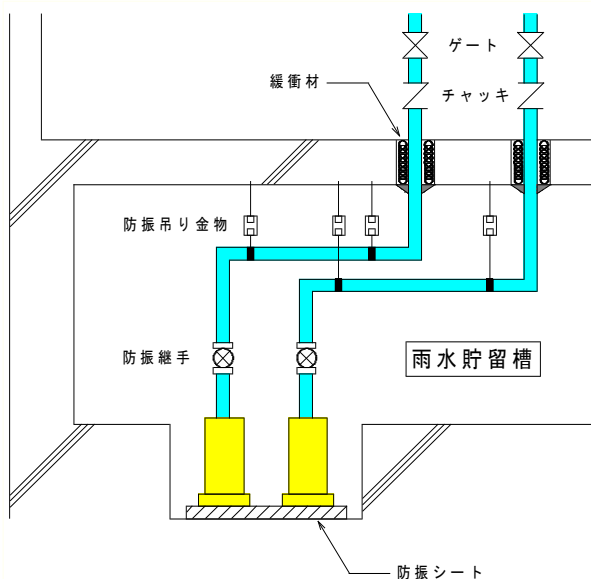 ゲート
緩衝材
チャッキ
防振吊り金物
防振継手
雨水貯留槽
防振シート